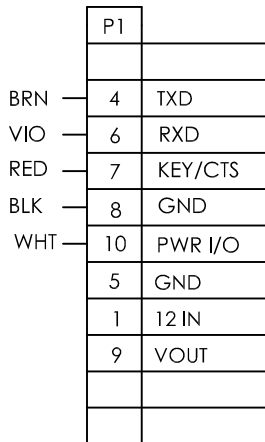 P1
BRN 4 TXD
VIO 6 RXD
RED 7 KEY/CTS
BLK 8 GND
WHT 10 PWR I/O
5 GND
1 12 IN
9 VOUT